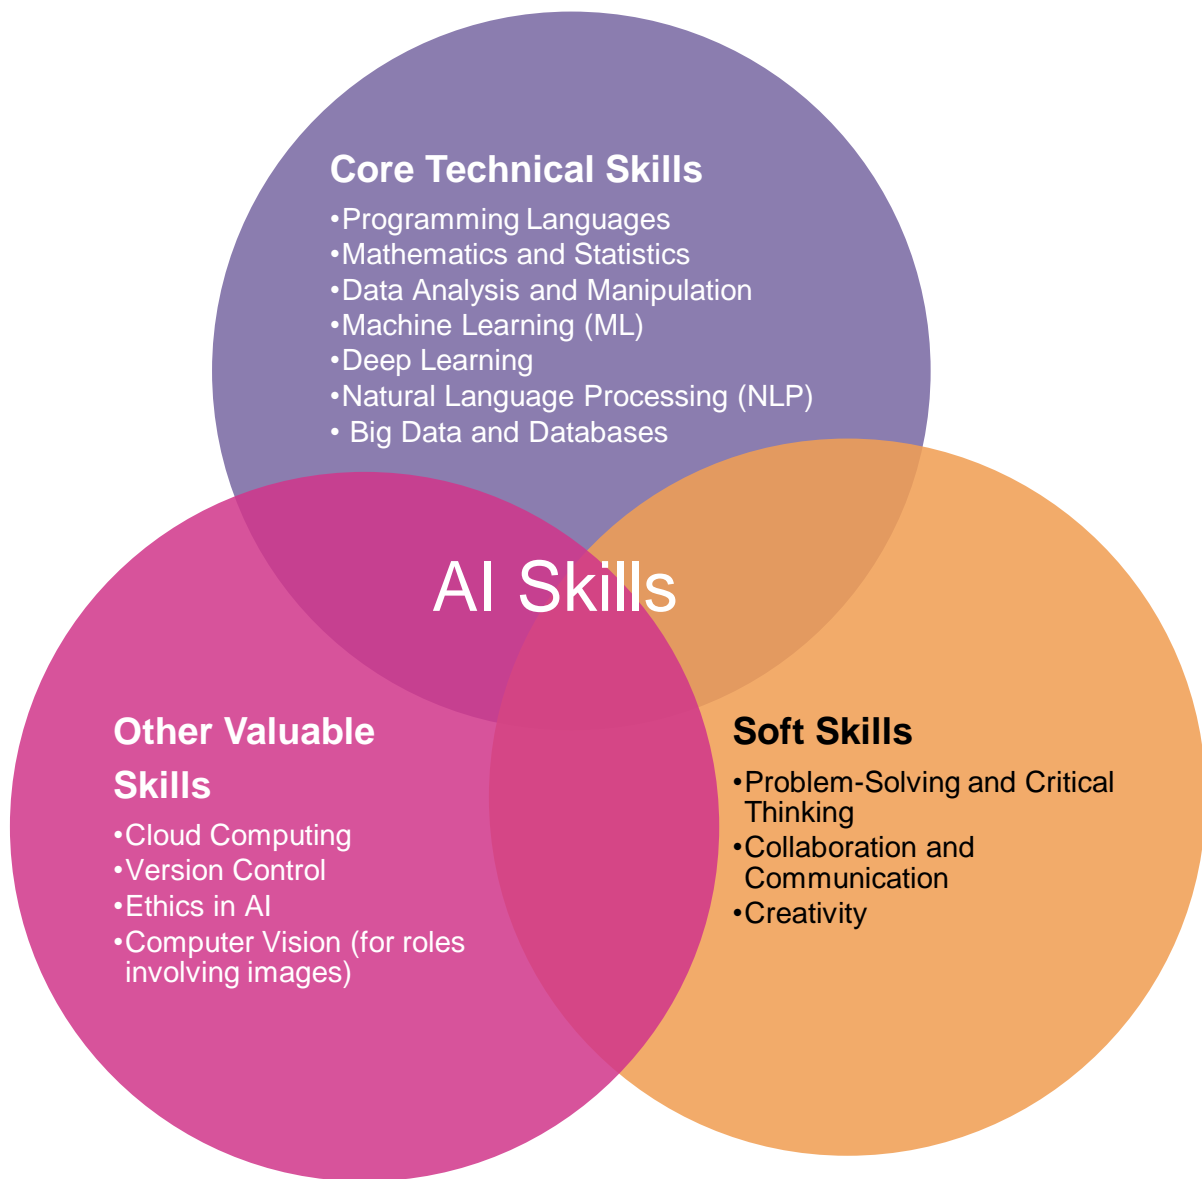 Core Technical Skills
•Programming Languages
•Mathematics and Statistics
•Data Analysis and Manipulation
•Machine Learning (ML)
•Deep Learning
•Natural Language Processing (NLP)
• Big Data and Databases
AI Skills
Other Valuable
Skills
•Cloud Computing
•Version Control
•Ethics in AI
•Computer Vision (for roles
involving images)
Soft Skills
•Problem-Solving and Critical
Thinking
•Collaboration and
Communication
•Creativity